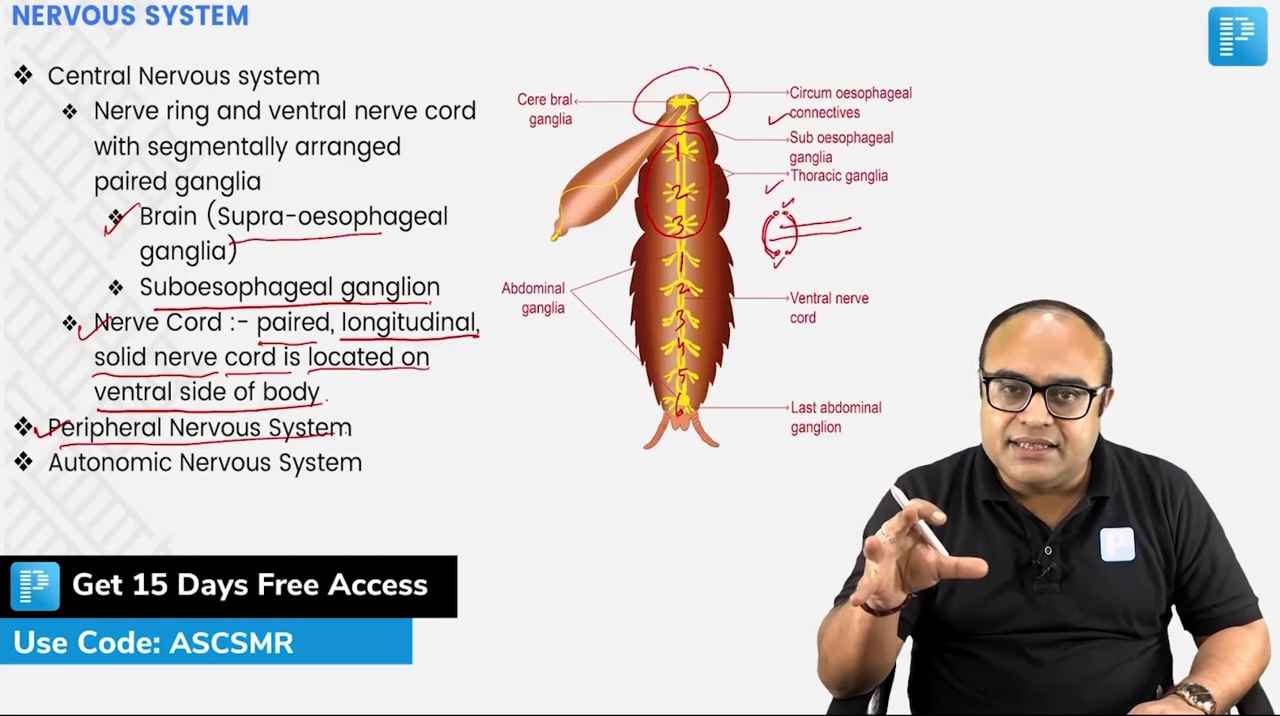 NERVOUS SYSTEM
❖ Central Nervous system
❖ Nerve ring and ventral nerve cord
with segmentally arranged
paired ganglia
❖ Brain (Supra-oesophageal
ganglia)
❖ Suboesophageal ganglion
❖ Nerve Cord :- paired, longitudinal,
solid nerve cord is located on
ventral side of body.
❖ Peripheral Nervous System
❖ Autonomic Nervous System
Cere bral
ganglia
Abdominal
ganglia
Circum oesophageal
connectives
Sub oesophageal
ganglia
Thoracic ganglia
Ventral nerve
cord
Last abdominal
ganglion
1
2
3
1
2
3
4
5
6
P
P
P Get 15 Days Free Access
Use Code: ASCSMR